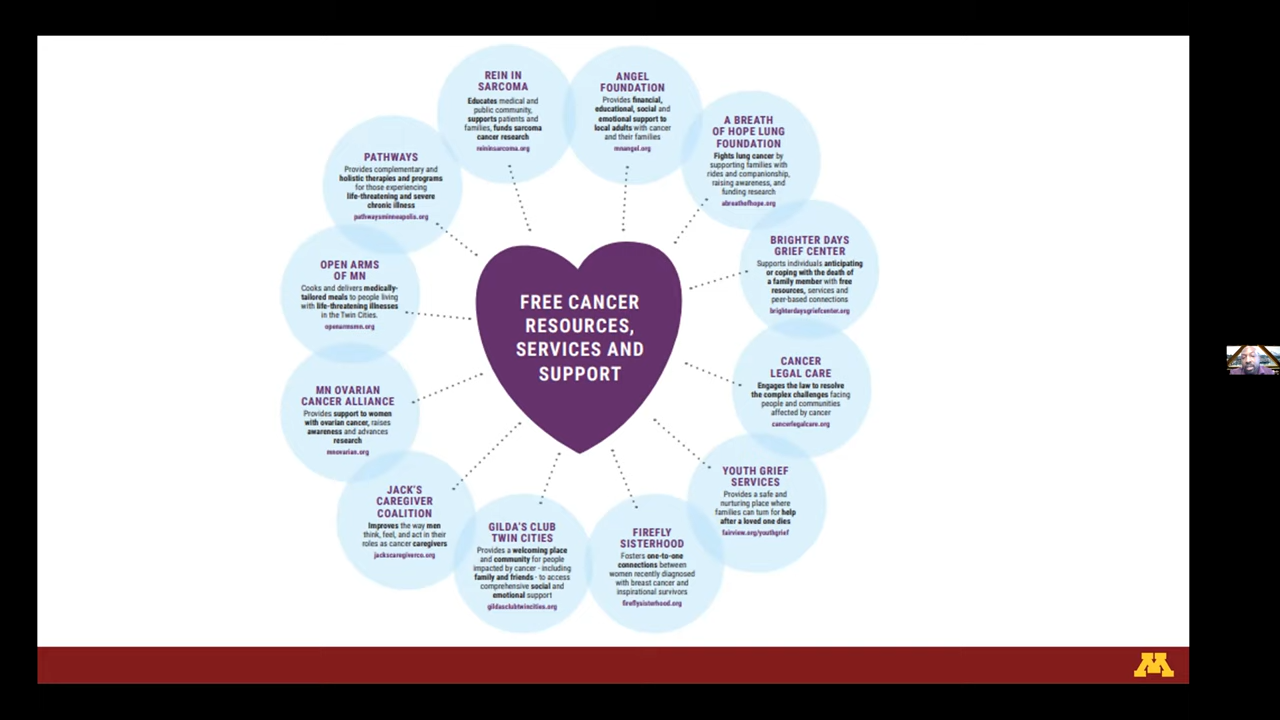 REIN IN
SARCOMA
Educates medical and
public community,
supports patients and
families, funds sarcoma
cancer research
reininsarcoma.org
ANGEL
FOUNDATION
Provides financial,
educational, social and
emotional support to
local adults with cancer
and their families
mnangel.org
A BREATH
OF HOPE LUNG
FOUNDATION
Fights lung cancer by
supporting families with
rides and companionship,
raising awareness, and
funding research
abreathofhope.org
BRIGHTER DAYS
GRIEF CENTER
Supports individuals anticipating
or coping with the death of
a family member with free
resources, services and
peer-based connections
brighterdaysgriefcenter.org
CANCER
LEGAL CARE
Engages the law to resolve
the complex challenges facing
people and communities
affected by cancer
cancerlegalcare.org
YOUTH GRIEF
SERVICES
Provides a safe and
nurturing place where
families can turn for help
after a loved one dies
fairview.org/youthgrief
FIREFLY
SISTERHOOD
Fosters one-to-one
connections between
women recently diagnosed
with breast cancer and
inspirational survivors
fireflysisterhood.org
GILDA'S CLUB
TWIN CITIES
Provides a welcoming place
and community for people
impacted by cancer - including
family and friends - to access
comprehensive social and
emotional support
gildasclubtwincities.org
JACK'S
CAREGIVER
COALITION
Improves the way men
think, feel, and act in their
roles as cancer caregivers
jackscaregiverco.org
MN OVARIAN
CANCER ALLIANCE
Provides support to women
with ovarian cancer, raises
awareness and advances
research
mnovarian.org
OPEN ARMS
OF MN
Cooks and delivers medically-
tailored meals to people living
with life-threatening illnesses
in the Twin Cities.
openarmsmn.org
PATHWAYS
Provides complementary and
holistic therapies and programs
for those experiencing
life-threatening and severe
chronic illness
pathwaysminneapolis.org
FREE CANCER
RESOURCES,
SERVICES AND
SUPPORT
M